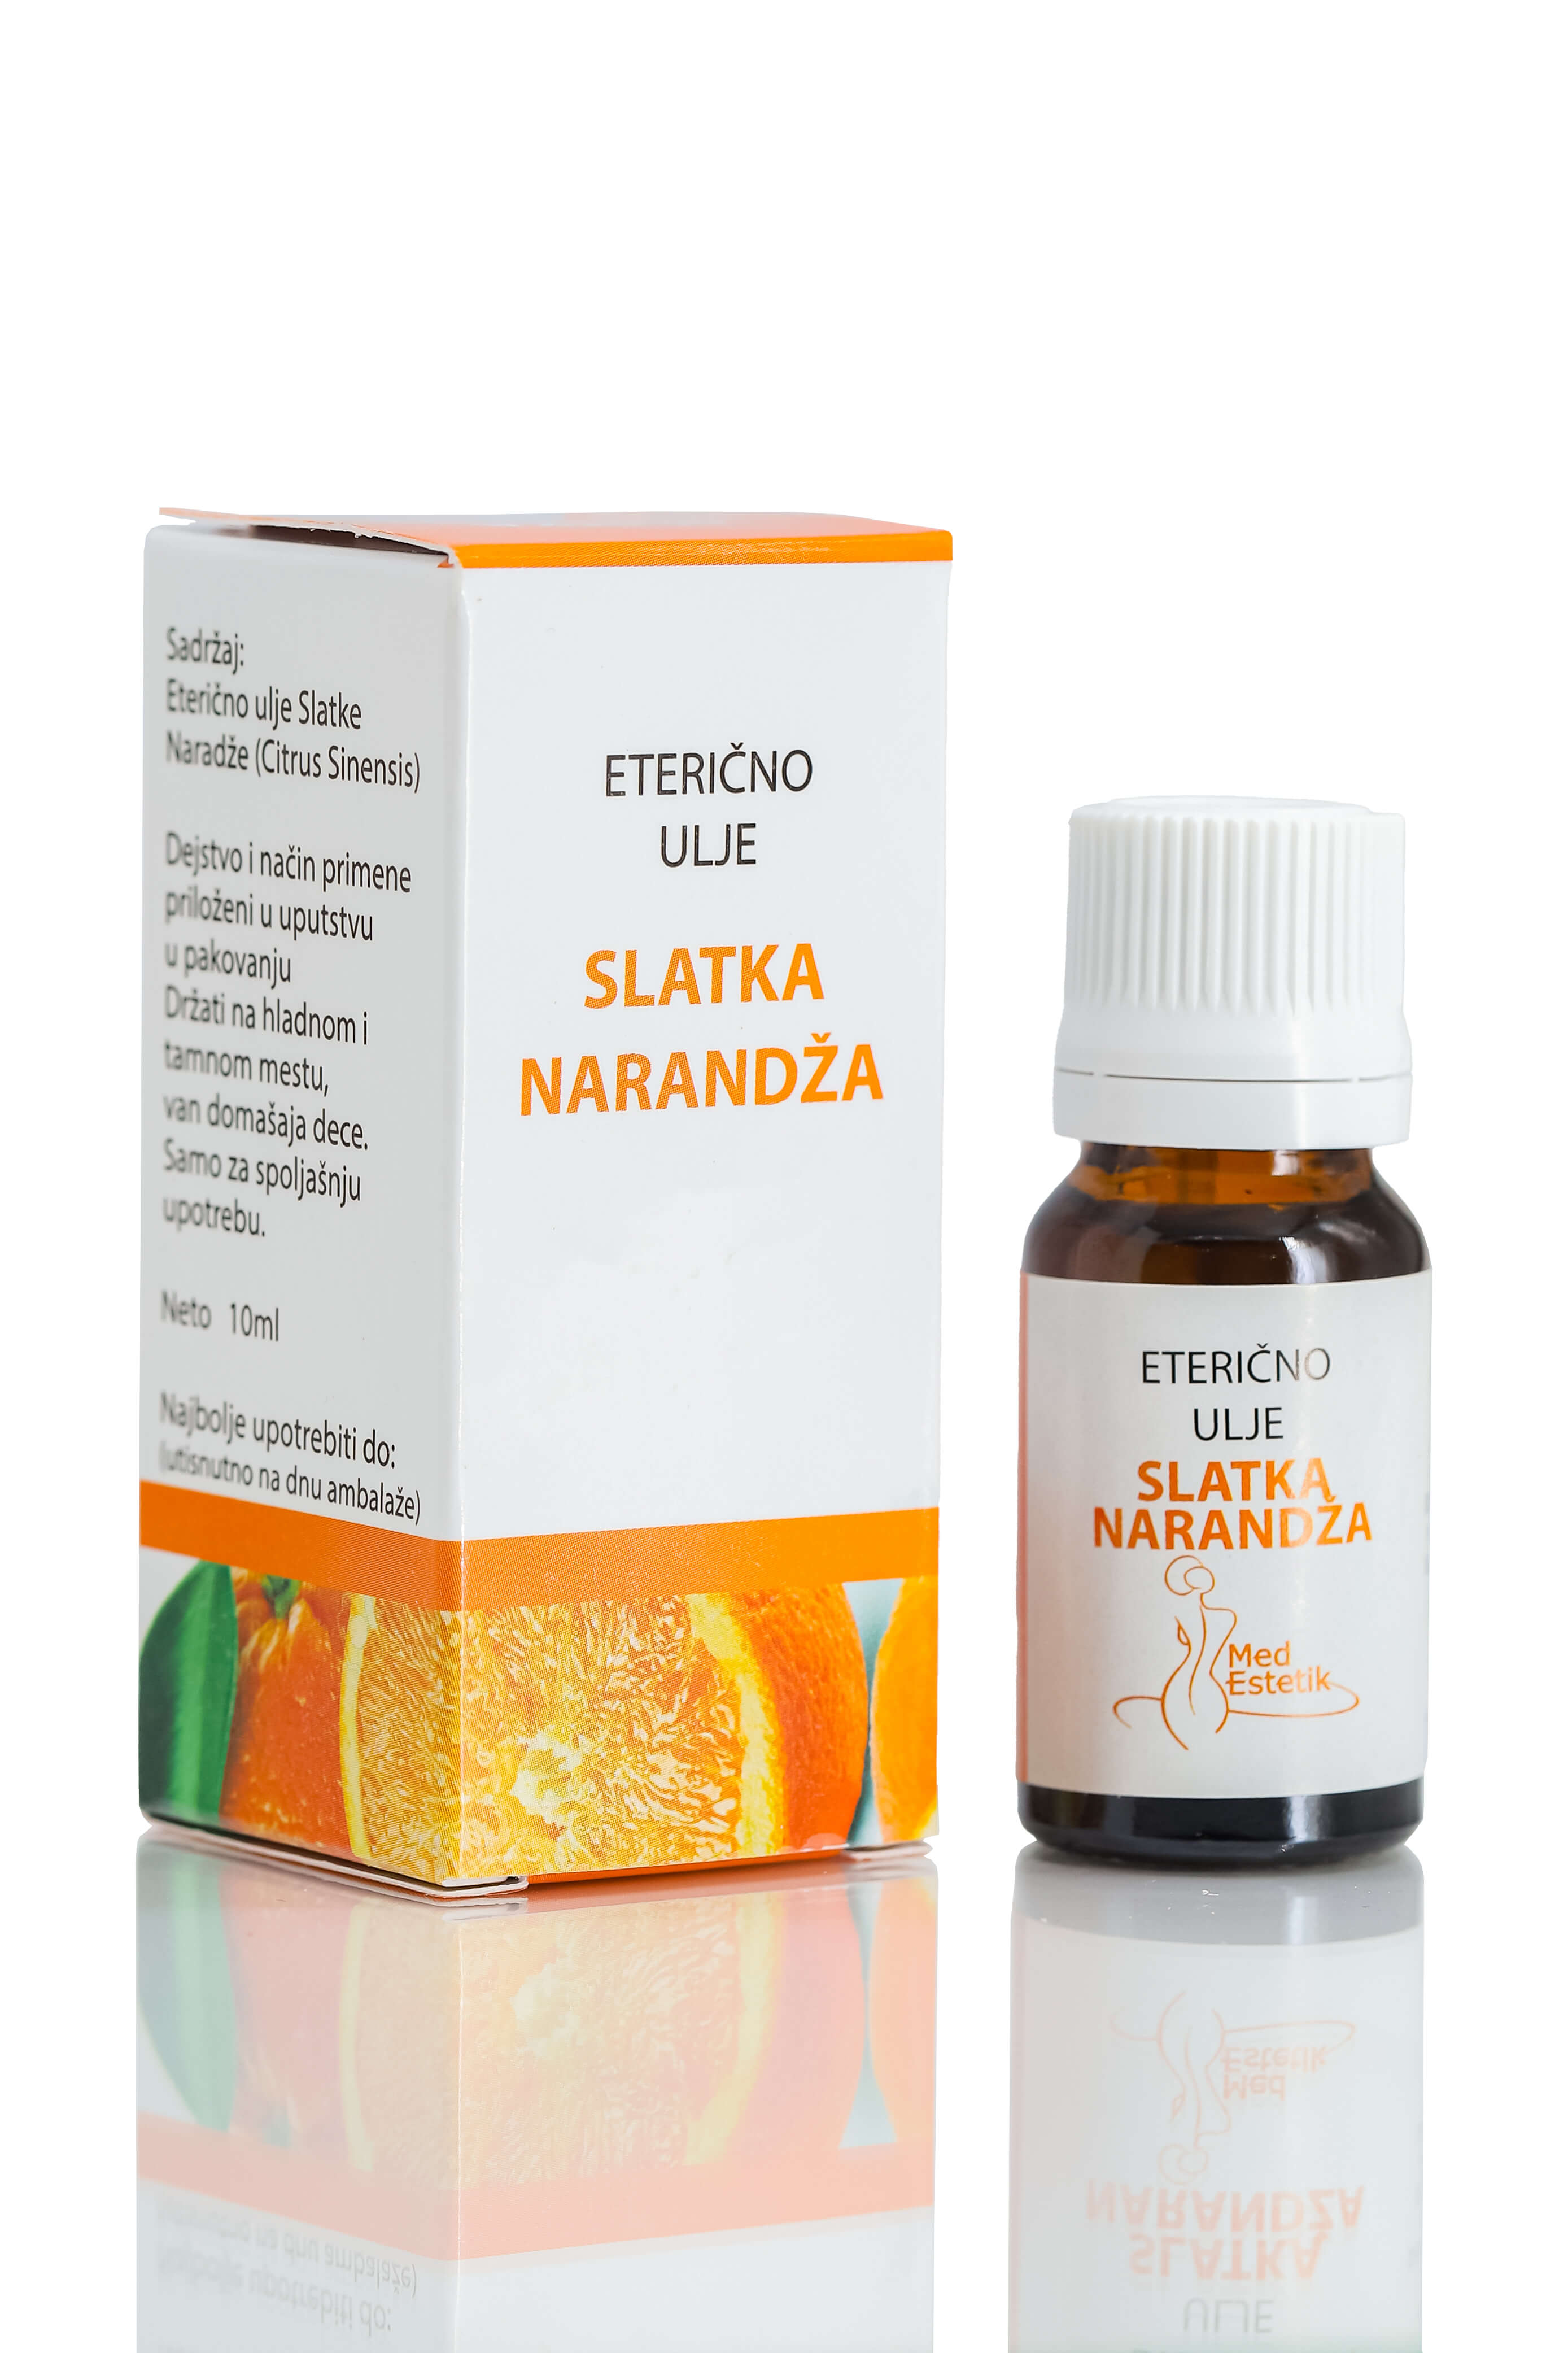 Sadržaj:
Eterično ulje Slatke
Naradže (Citrus Sinensis)
Dejstvo i način primene
priloženi u uputstvu
u pakovanju
Držati na hladnom i
tamnom mestu,
van domašaja dece.
Samo za spoljašnju
upotrebu.
Neto 10ml
Najbolje upotrebiti do:
(utisnutno na dnu ambalaže)
ETERIČNO
ULJE
SLATKA
NARANDŽA
ETERIČNO
ULJE
SLATKA
NARANDŽA
Med
Estetik